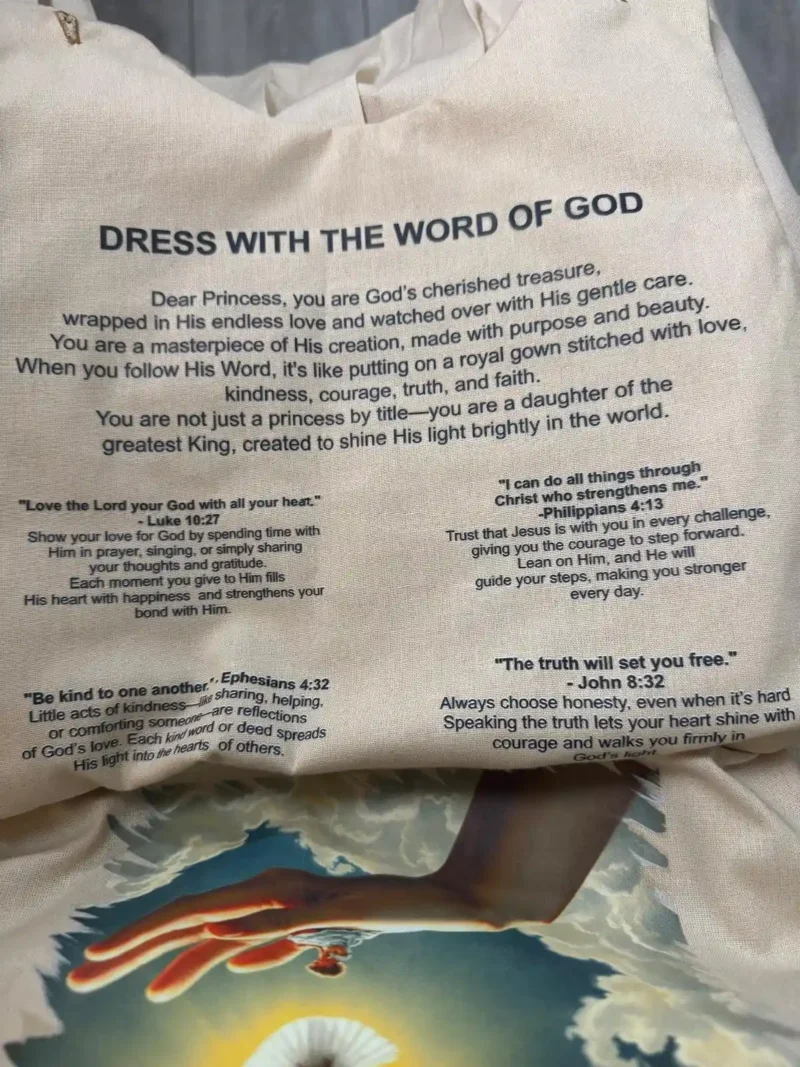 DRESS WITH THE WORD OF GOD
Dear Princess, you are God's cherished treasure,
wrapped in His endless love and watched over with His gentle care.
You are a masterpiece of His creation, made with purpose and beauty.
When you follow His Word, it's like putting on a royal gown stitched with love,
kindness, courage, truth, and faith.
You are not just a princess by title—you are a daughter of the
greatest King, created to shine His light brightly in the world.
"Love the Lord your God with all your heat."
- Luke 10:27
Show your love for God by spending time with
Him in prayer, singing, or simply sharing
your thoughts and gratitude.
Each moment you give to Him fills
His heart with happiness and strengthens your
bond with Him.
"I can do all things through
Christ who strengthens me."
-Philippians 4:13
Trust that Jesus is with you in every challenge,
giving you the courage to step forward.
Lean on Him, and He will
guide your steps, making you stronger
every day.
"Be kind to one another." - Ephesians 4:32
Little acts of kindness—like sharing, helping,
or comforting someone—are reflections
of God's love. Each kind word or deed spreads
His light into the hearts of others.
"The truth will set you free."
- John 8:32
Always choose honesty, even when it's hard
Speaking the truth lets your heart shine with
courage and walks you firmly in
God's light